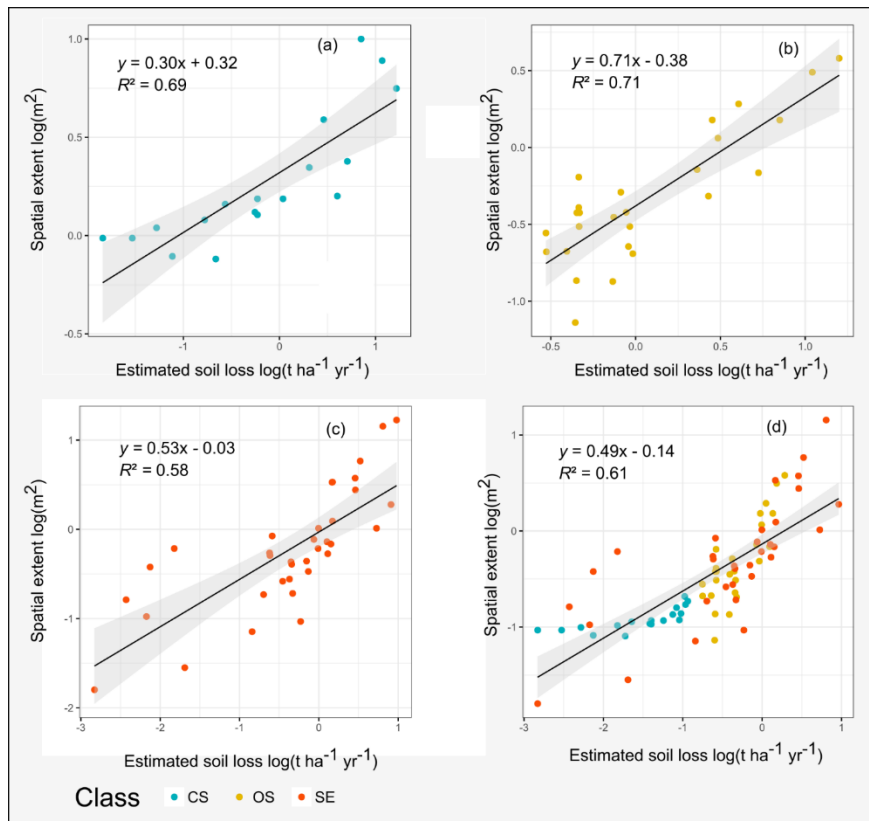 (a)
y = 0.30x + 0.32
R² = 0.69
Spatial extent log(m²)
1.0
0.5
0.0
-0.5
-1
0
1
Estimated soil loss log(t ha⁻¹ yr⁻¹)
(b)
y = 0.71x - 0.38
R² = 0.71
Spatial extent log(m²)
0.5
0.0
-0.5
-1.0
-0.5
0.0
0.5
1.0
Estimated soil loss log(t ha⁻¹ yr⁻¹)
(c)
y = 0.53x - 0.03
R² = 0.58
Spatial extent log(m²)
1
0
-1
-2
-3
-2
-1
0
1
Estimated soil loss log(t ha⁻¹ yr⁻¹)
(d)
y = 0.49x - 0.14
R² = 0.61
Spatial extent log(m²)
1
0
-1
-3
-2
-1
0
1
Estimated soil loss log(t ha⁻¹ yr⁻¹)
Class CS OS SE